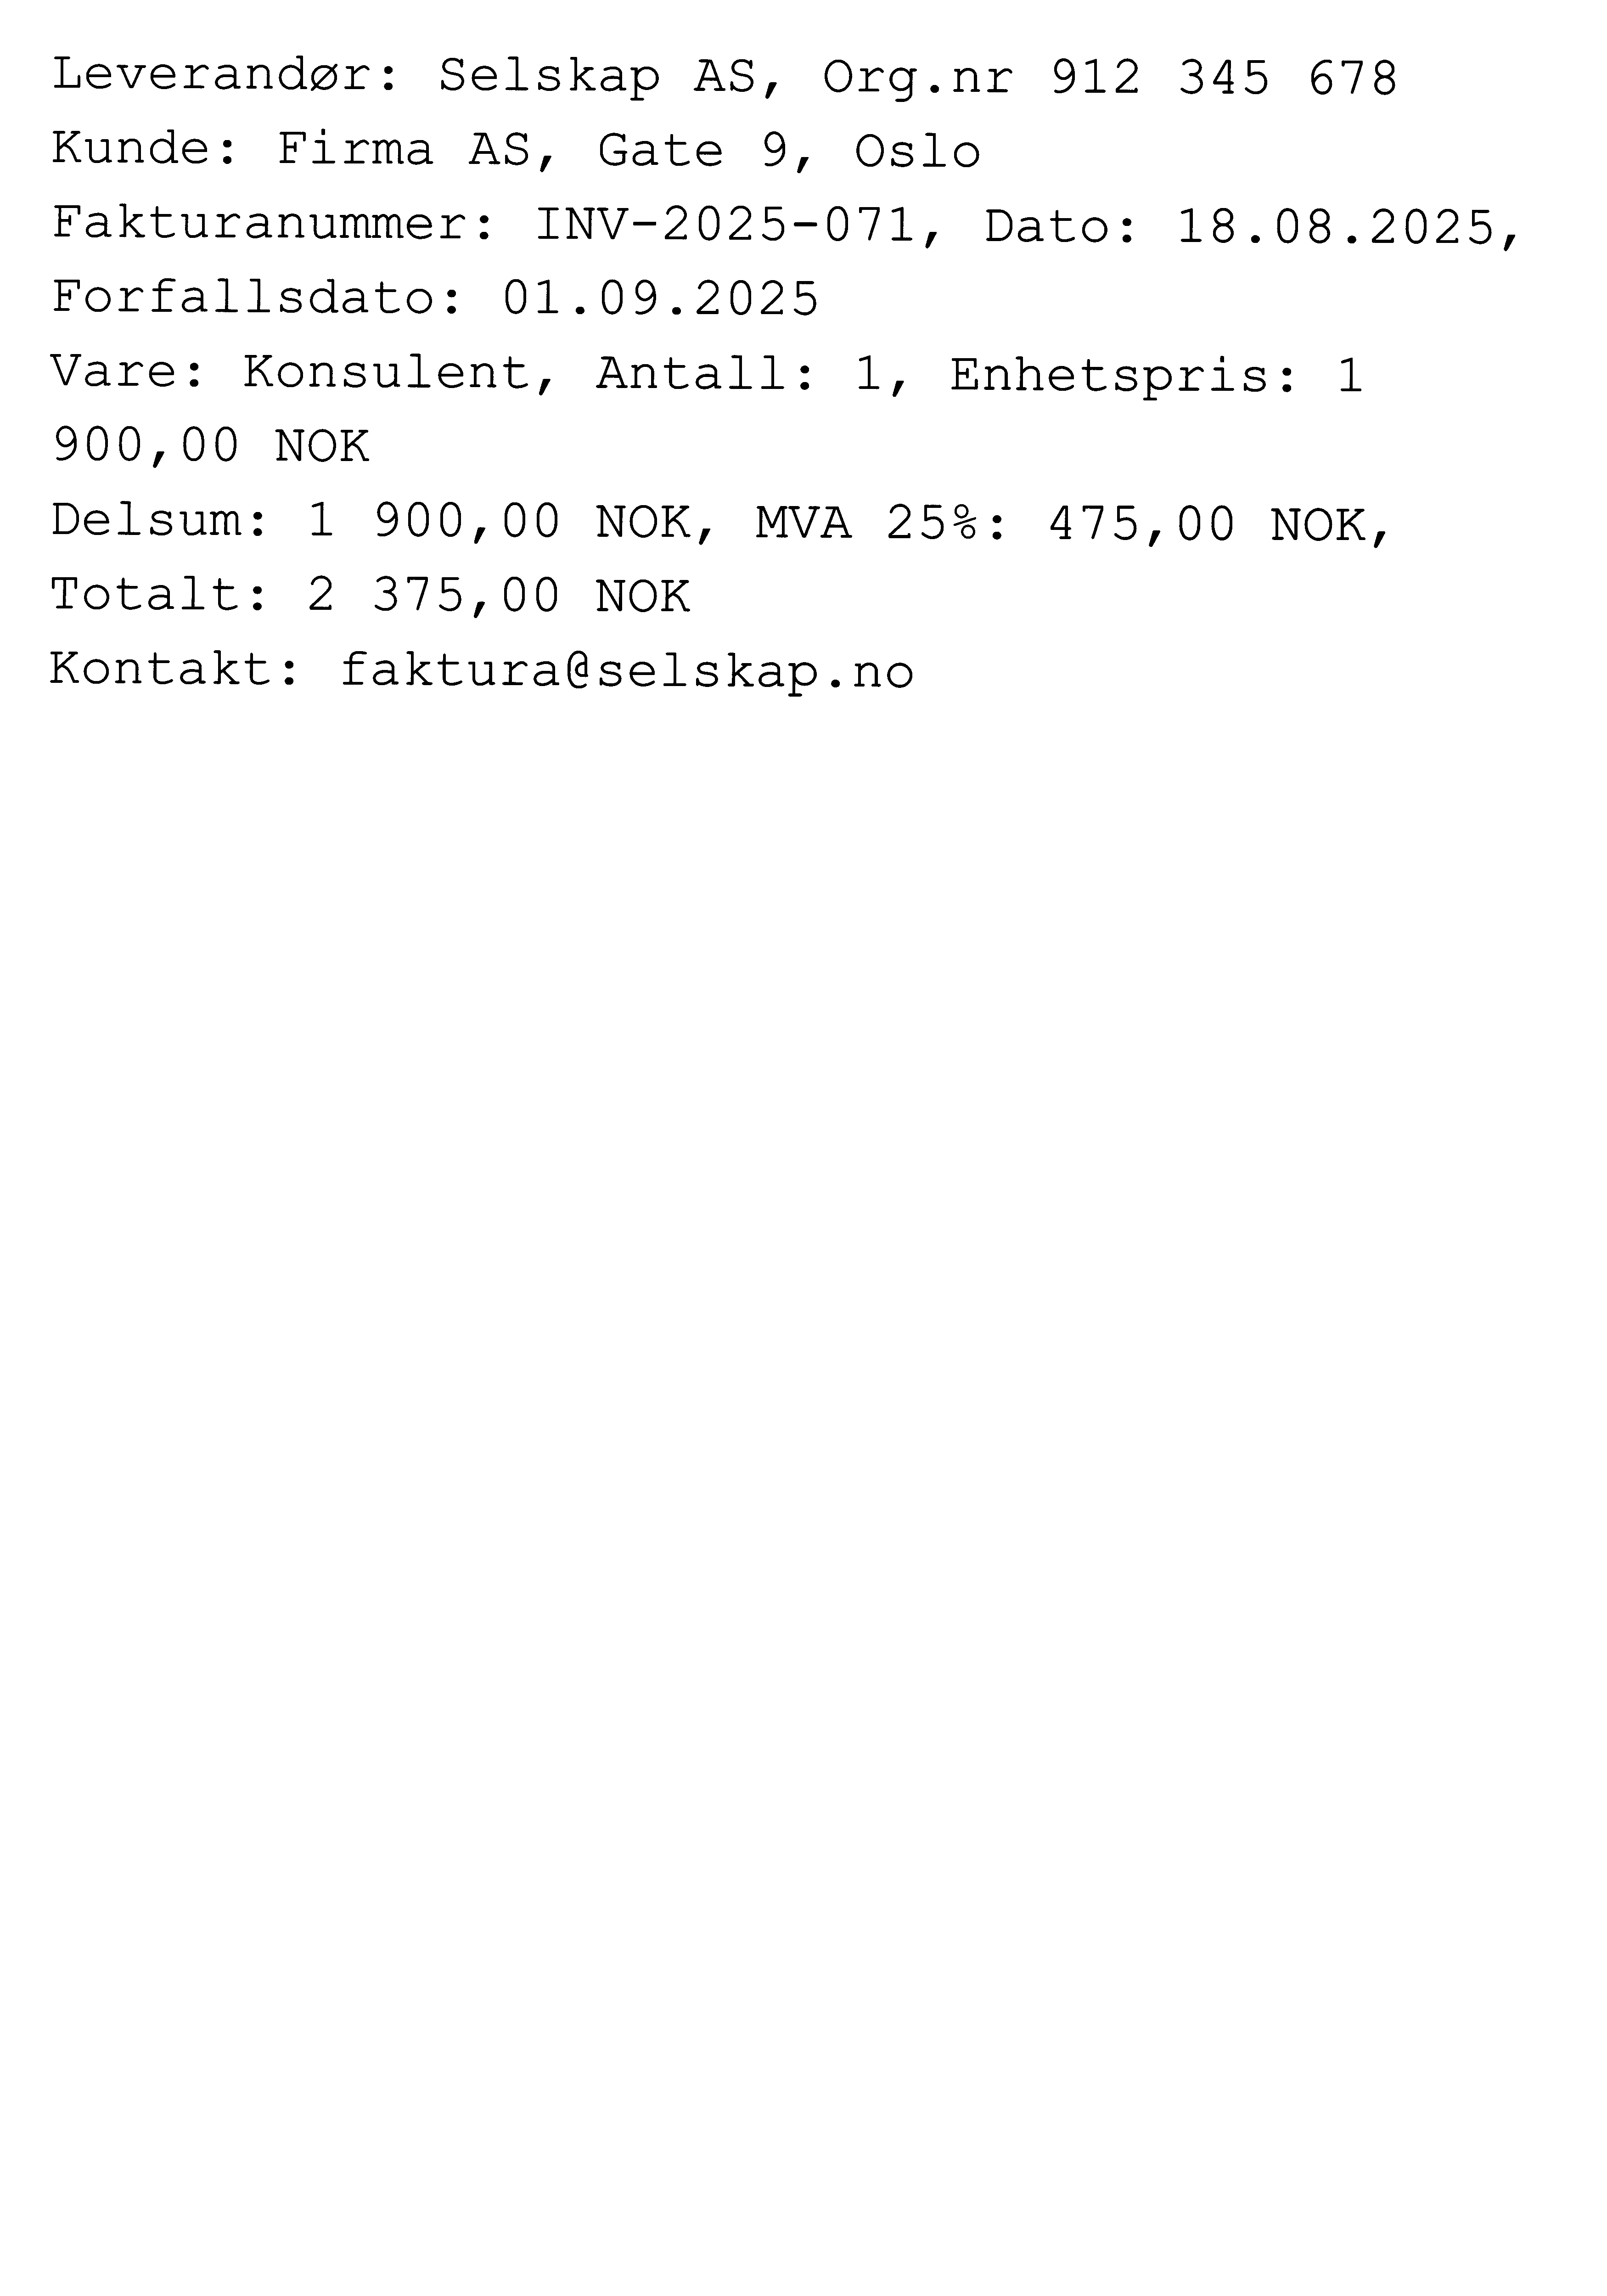 Leverandør: Selskap AS, Org.nr 912 345 678
Kunde: Firma AS, Gate 9, Oslo
Fakturanummer: INV-2025-071, Dato: 18.08.2025,
Forfallsdato: 01.09.2025
Vare: Konsulent, Antall: 1, Enhetspris: 1
900,00 NOK
Delsum: 1 900,00 NOK, MVA 25%: 475,00 NOK,
Totalt: 2 375,00 NOK
Kontakt: faktura@selskap.no